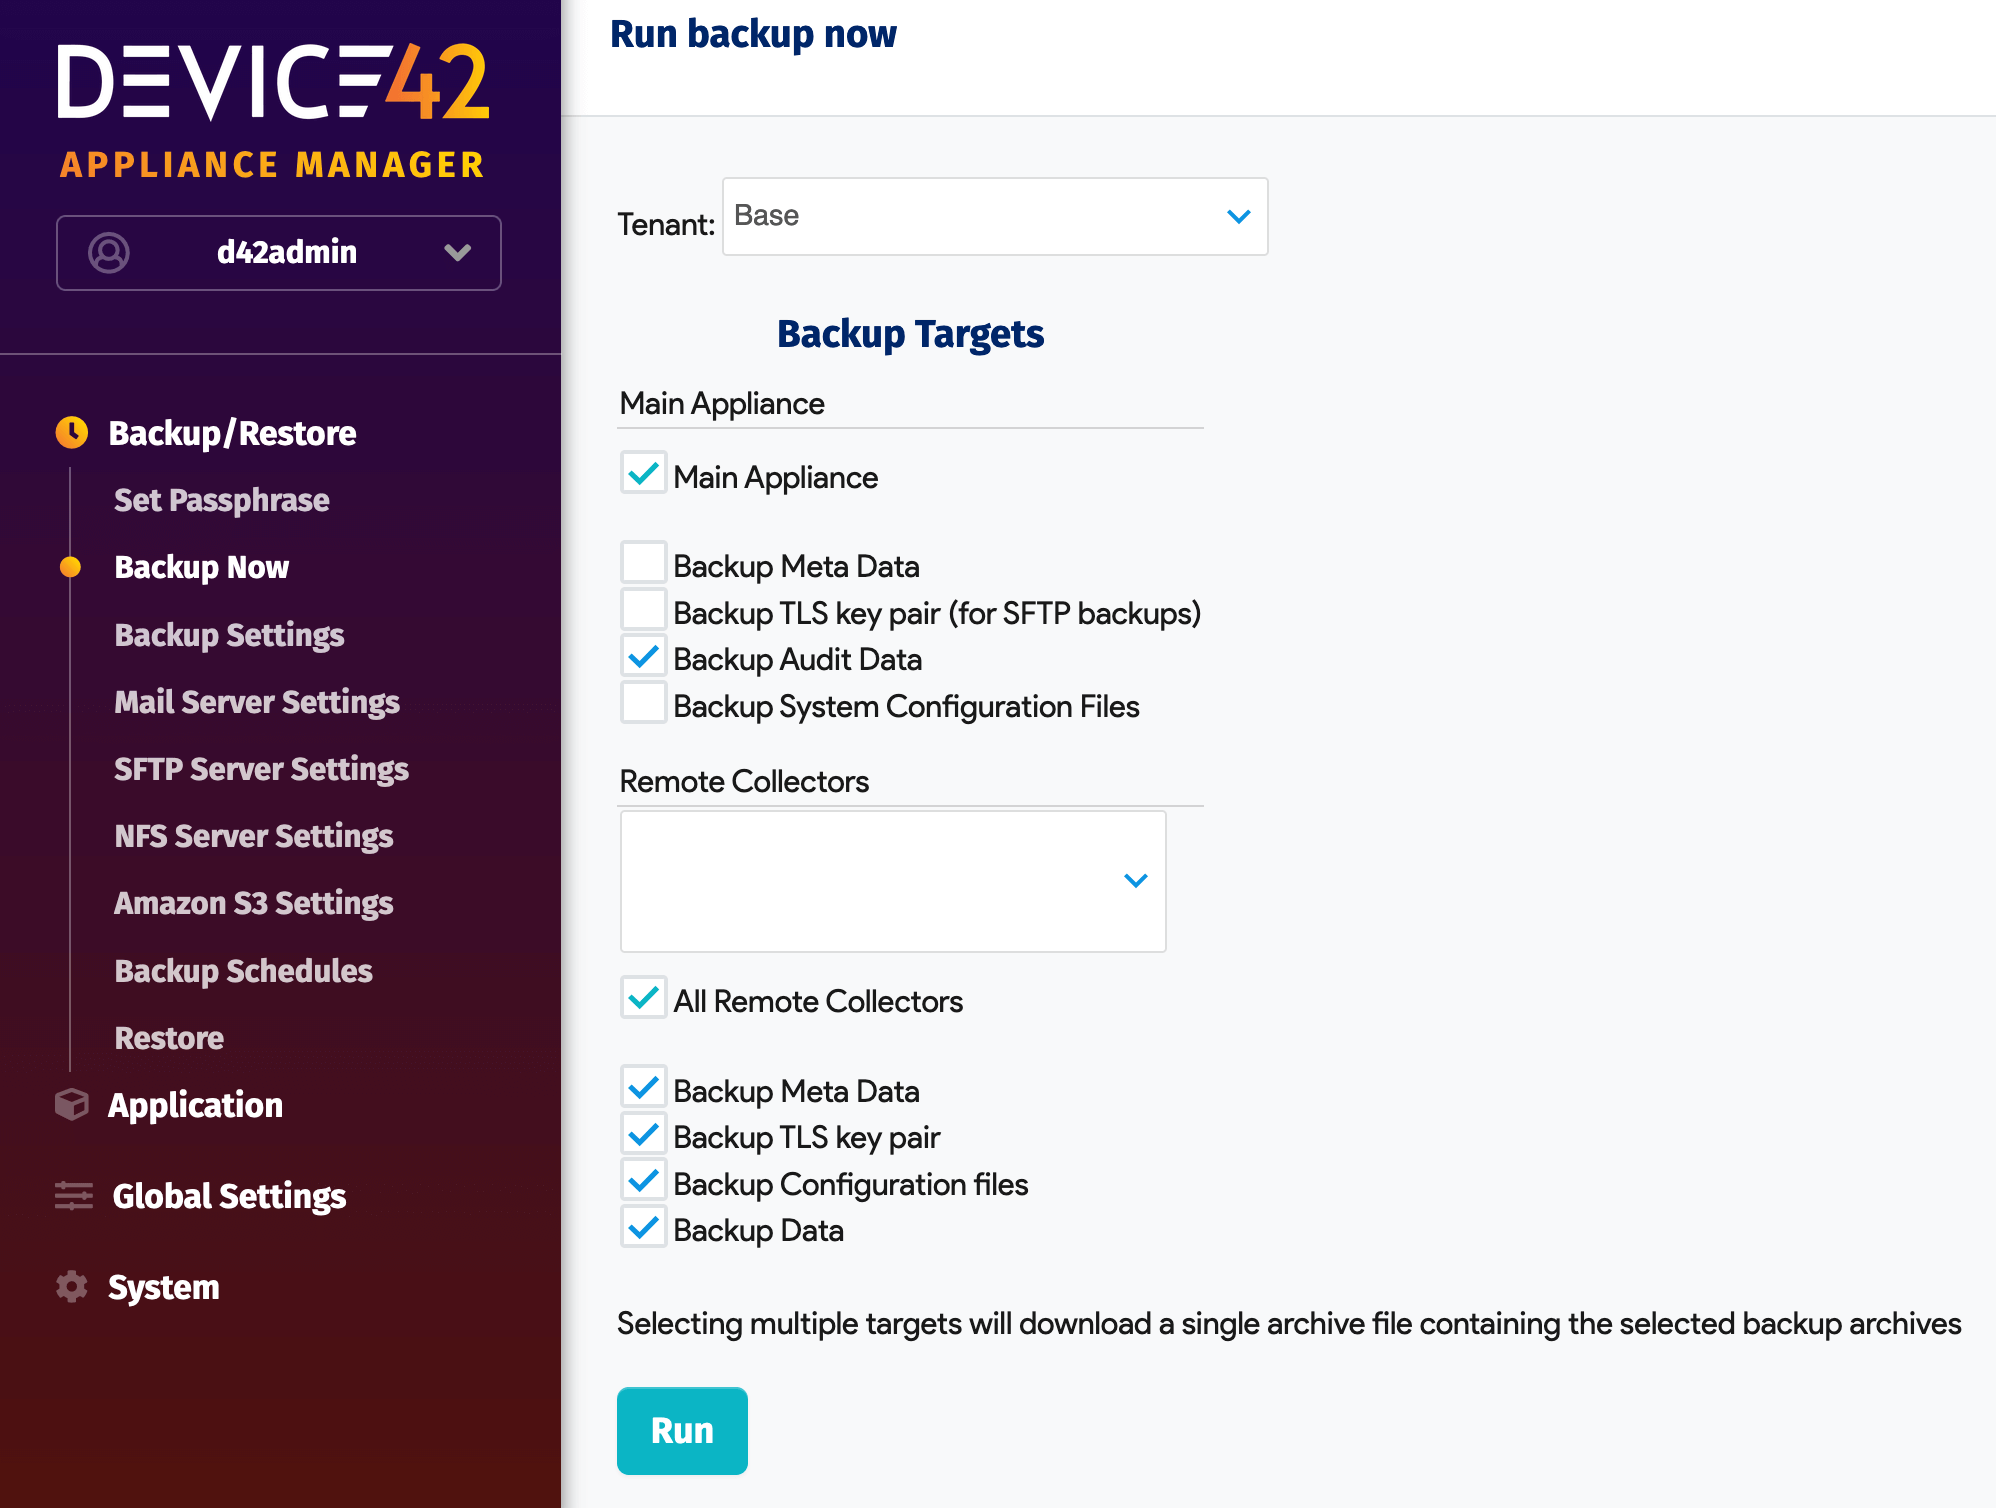 DEVICE42
APPLIANCE MANAGER
d42admin
Backup/Restore
Set Passphrase
Backup Now
Backup Settings
Mail Server Settings
SFTP Server Settings
NFS Server Settings
Amazon S3 Settings
Backup Schedules
Restore
Application
Global Settings
System
Run backup now
Tenant: Base
Backup Targets
Main Appliance
Main Appliance
Backup Meta Data
Backup TLS key pair (for SFTP backups)
Backup Audit Data
Backup System Configuration Files
Remote Collectors
All Remote Collectors
Backup Meta Data
Backup TLS key pair
Backup Configuration files
Backup Data
Selecting multiple targets will download a single archive file containing the selected backup archives
Run